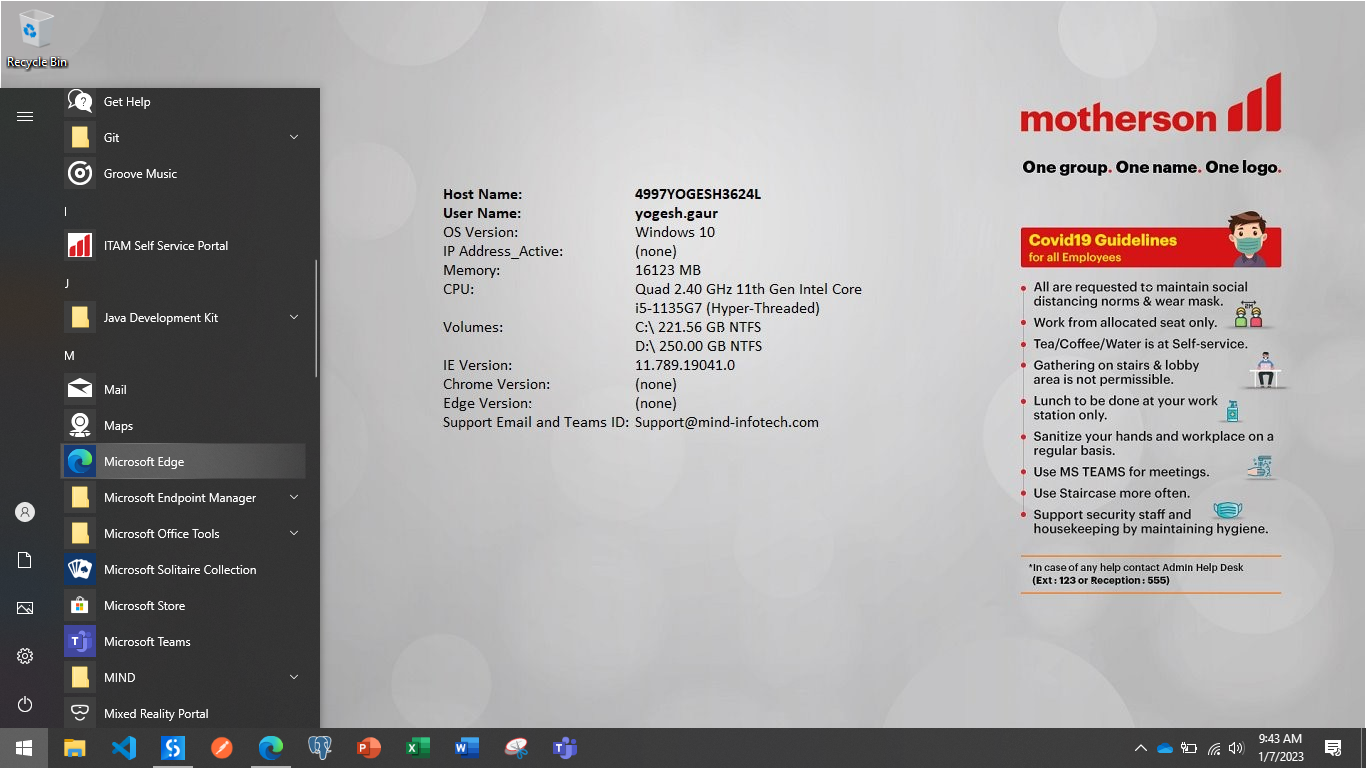 Recycle Bin
Get Help
Git
Groove Music
I
ITAM Self Service Portal
J
Java Development Kit
M
Mail
Maps
Microsoft Edge
Microsoft Endpoint Manager
Microsoft Office Tools
Microsoft Solitaire Collection
Microsoft Store
Microsoft Teams
MIND
Mixed Reality Portal
Host Name: 4997YOGESH3624L
User Name: yogesh.gaur
OS Version: Windows 10
IP Address_Active: (none)
Memory: 16123 MB
CPU: Quad 2.40 GHz 11th Gen Intel Core
i5-1135G7 (Hyper-Threaded)
Volumes: C:\ 221.56 GB NTFS
D:\ 250.00 GB NTFS
IE Version: 11.789.19041.0
Chrome Version: (none)
Edge Version: (none)
Support Email and Teams ID: Support@mind-infotech.com
motherson
One group. One name. One logo.
Covid19 Guidelines
for all Employees
All are requested to maintain social
distancing norms & wear mask.
2M
Work from allocated seat only.
Tea/Coffee/Water is at Self-service.
Gathering on stairs & lobby
area is not permissible.
Lunch to be done at your work
station only.
Sanitize your hands and workplace on a
regular basis.
Use MS TEAMS for meetings.
Use Staircase more often.
Support security staff and
housekeeping by maintaining hygiene.
*In case of any help contact Admin Help Desk
(Ext : 123 or Reception : 555)
9:43 AM
1/7/2023